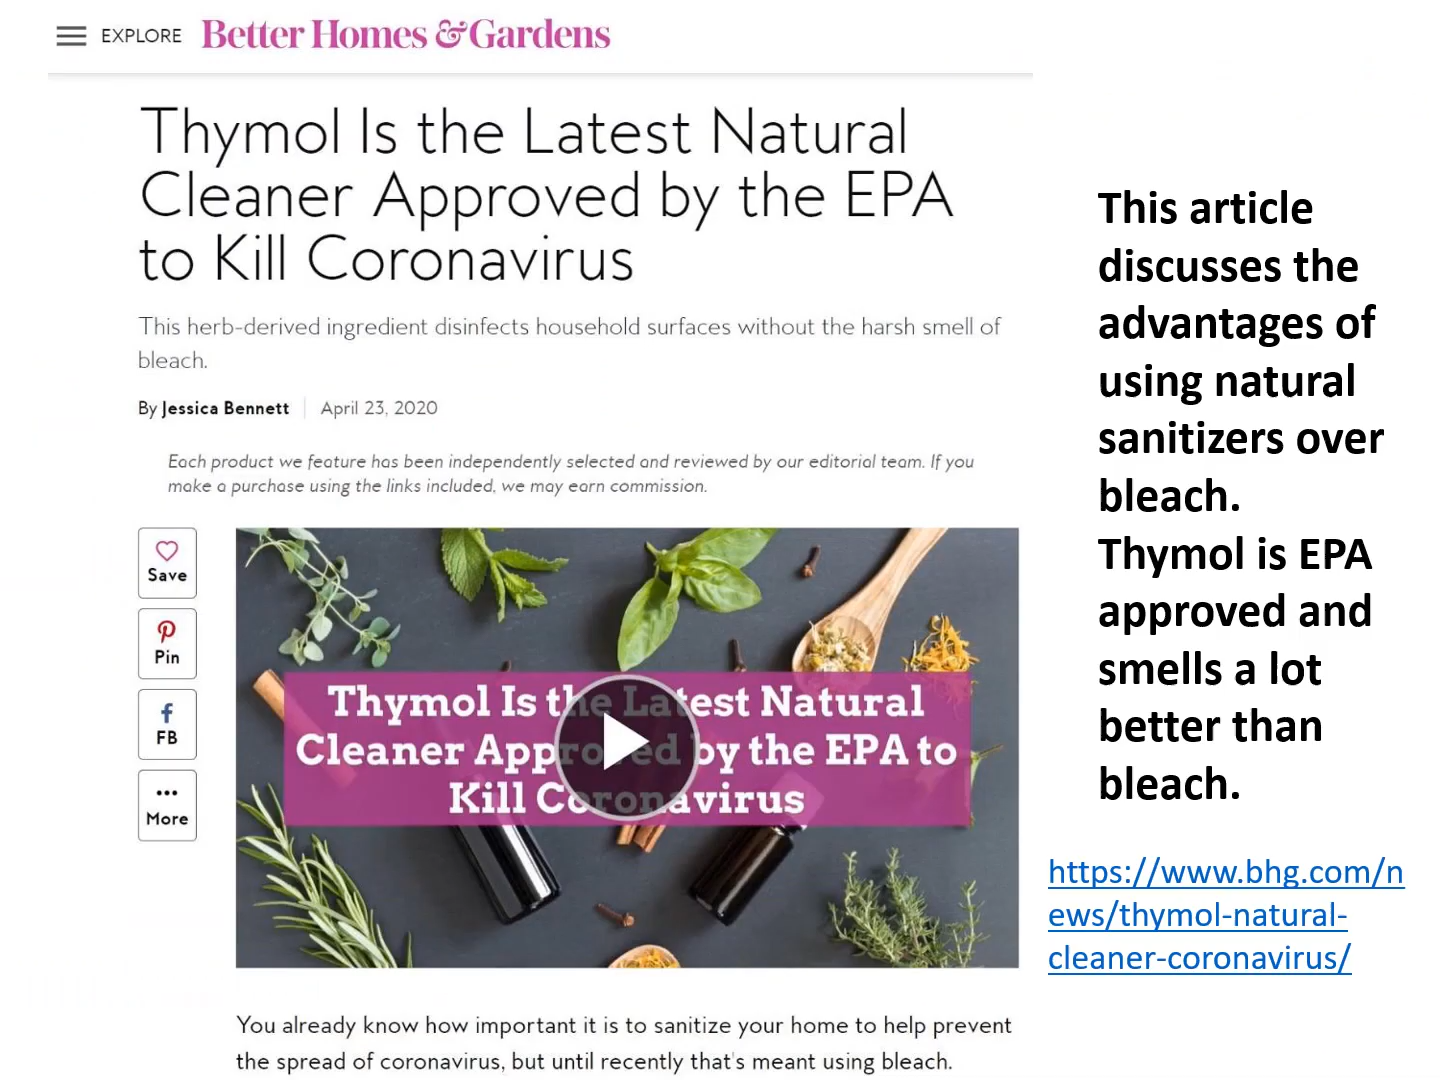 EXPLORE Better Homes & Gardens
Thymol Is the Latest Natural
Cleaner Approved by the EPA
to Kill Coronavirus
This herb-derived ingredient disinfects household surfaces without the harsh smell of
bleach.
By Jessica Bennett April 23, 2020
Each product we feature has been independently selected and reviewed by our editorial team. If you
make a purchase using the links included, we may earn commission.
Save
Pin
FB
More
Thymol Is the Latest Natural
Cleaner Approved by the EPA to
Kill Coronavirus
You already know how important it is to sanitize your home to help prevent
the spread of coronavirus, but until recently that's meant using bleach.
This article
discusses the
advantages of
using natural
sanitizers over
bleach.
Thymol is EPA
approved and
smells a lot
better than
bleach.
https://www.bhg.com/n
ews/thymol-natural-
cleaner-coronavirus/